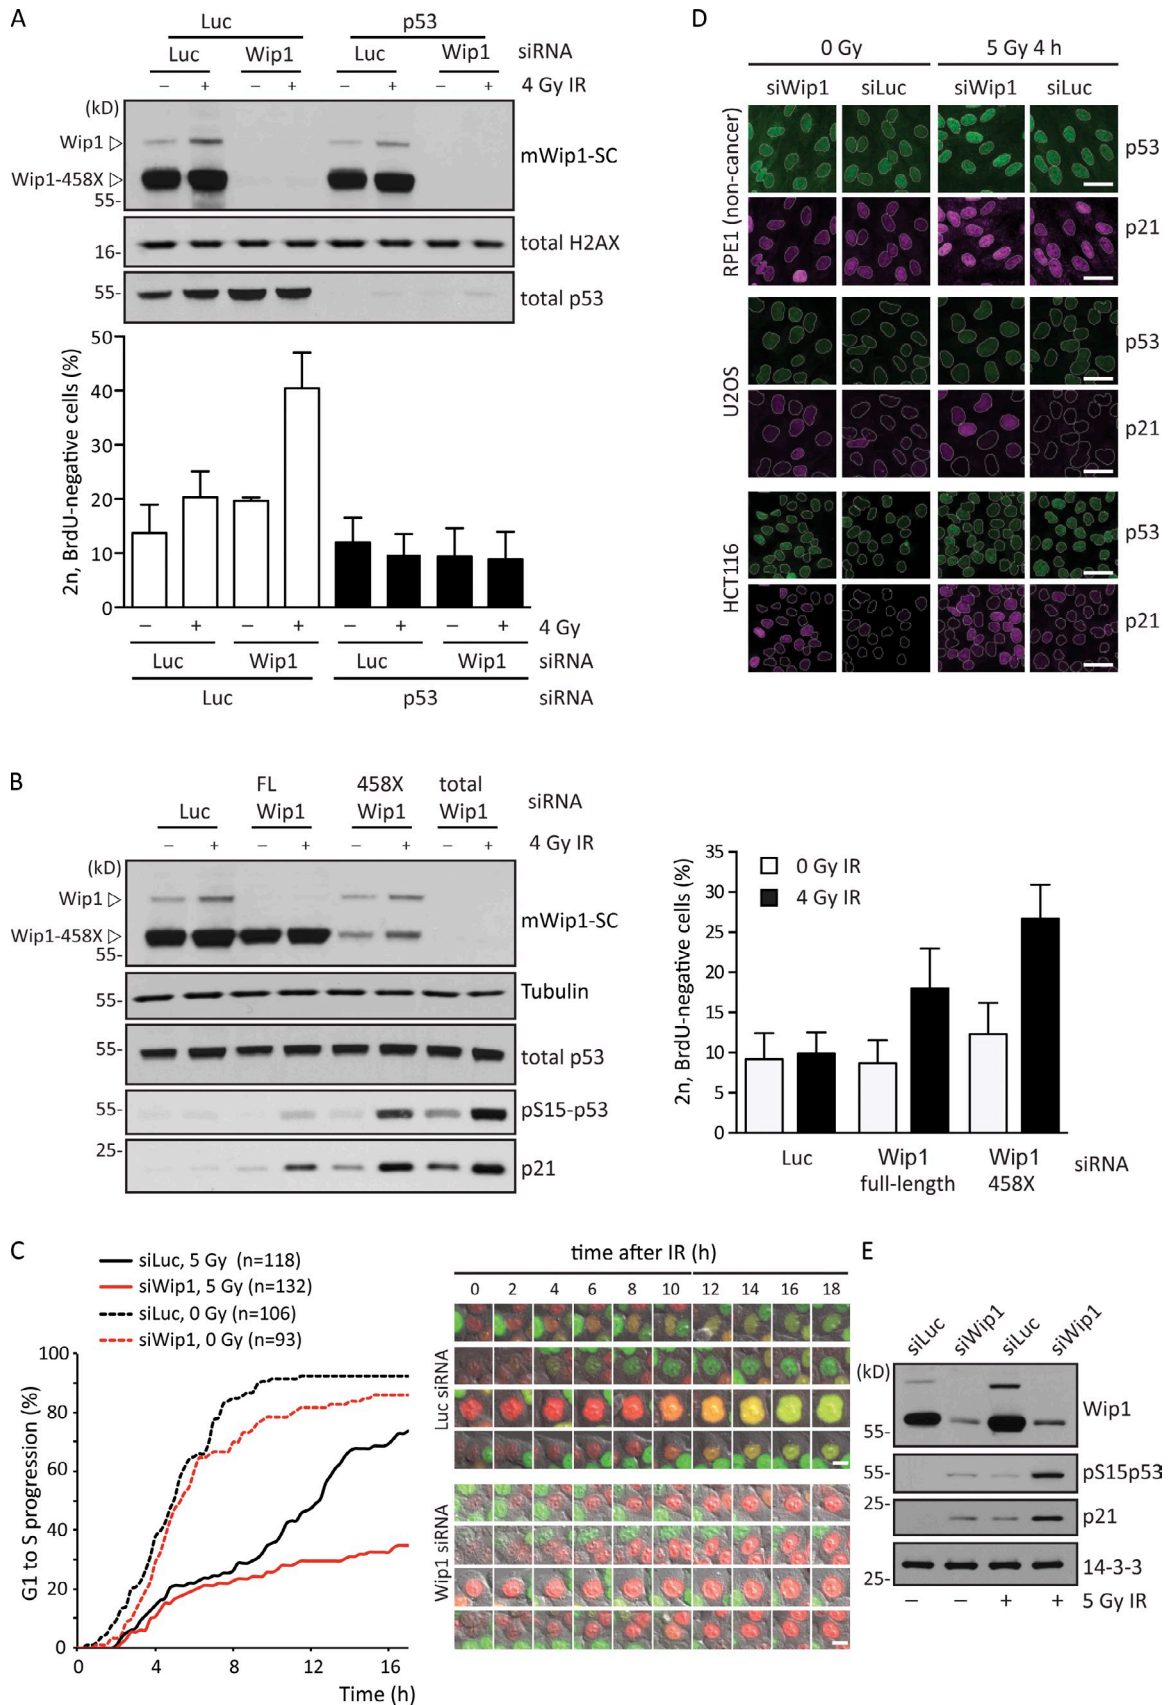 A
Luc p53
Luc Wip1 Luc Wip1 siRNA
– + – + – + – + 4 Gy IR
(kD)
Wip1
mWip1-SC
Wip1-458X
55-
total H2AX
16-
55-
total p53
50
40
30
20
10
0
2n, BrdU-negative cells (%)
– + – + – + – + 4 Gy
Luc Wip1 Luc Wip1 siRNA
Luc p53 siRNA
D
0 Gy 5 Gy 4 h
siWip1 siLuc siWip1 siLuc
RPE1 (non-cancer)
p53
p21
U2OS
p53
p21
HCT116
p53
p21
B
FL 458X total
Luc Wip1 Wip1 Wip1 siRNA
– + – + – + – + 4 Gy IR
(kD)
Wip1
mWip1-SC
Wip1-458X
55-
Tubulin
55-
55-
total p53
55-
pS15-p53
25-
p21
35
30
25
20
15
10
5
0
2n, BrdU-negative cells (%)
0 Gy IR
4 Gy IR
Luc Wip1 Wip1 siRNA
full-length 458X
C
siLuc, 5 Gy (n=118)
siWip1, 5 Gy (n=132)
siLuc, 0 Gy (n=106)
siWip1, 0 Gy (n=93)
100
80
60
40
20
0
G1 to S progression (%)
0 4 8 12 16
Time (h)
time after IR (h)
0 2 4 6 8 10 12 14 16 18
Luc siRNA
Wip1 siRNA
E
siLuc siWip1 siLuc siWip1
(kD)
Wip1
55-
55-
pS15p53
25-
p21
14-3-3
25-
– – + + 5 Gy IR